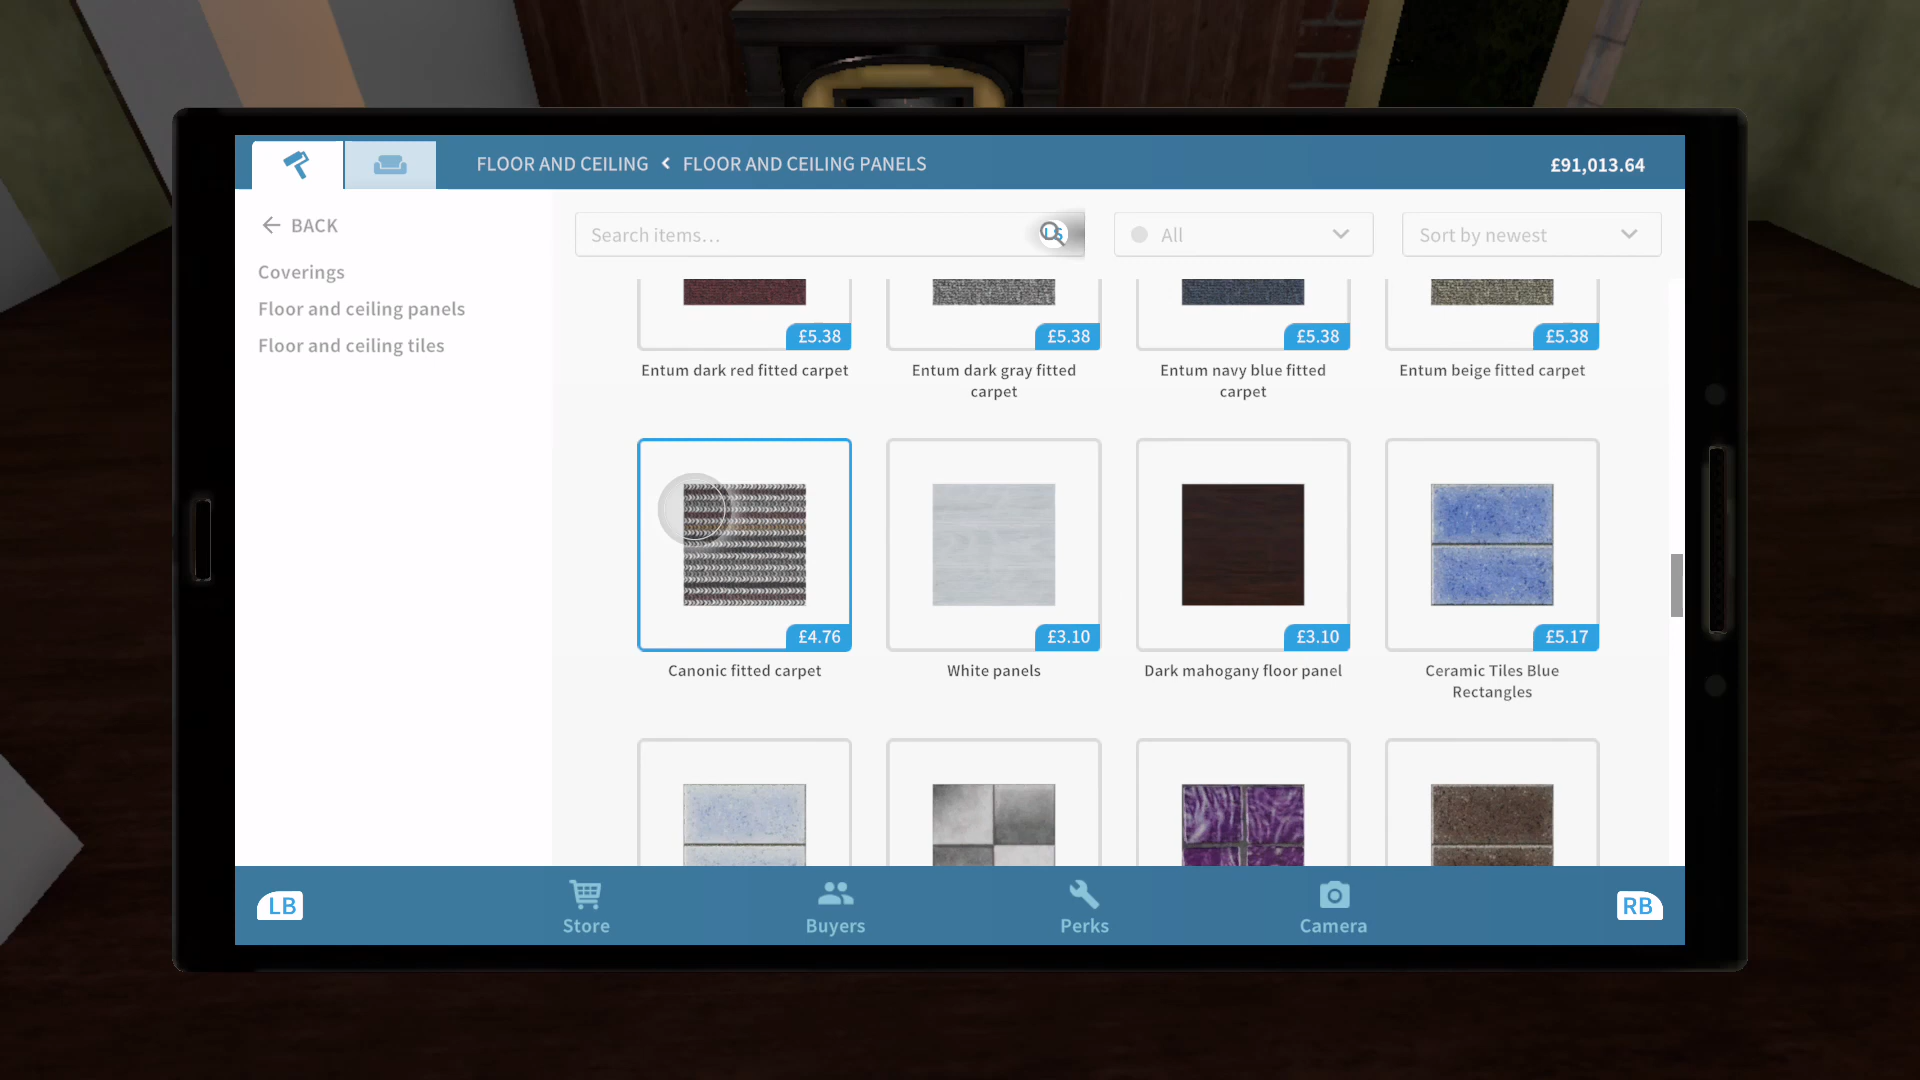 FLOOR AND CEILING < FLOOR AND CEILING PANELS
£91,013.64
BACK
Coverings
Floor and ceiling panels
Floor and ceiling tiles
Search items...
LS
All
Sort by newest
£5.38
£5.38
£5.38
£5.38
Entum dark red fitted carpet
Entum dark gray fitted
carpet
Entum navy blue fitted
carpet
Entum beige fitted carpet
£4.76
£3.10
£3.10
£5.17
Canonic fitted carpet
White panels
Dark mahogany floor panel
Ceramic Tiles Blue
Rectangles
LB
Store
Buyers
Perks
Camera
RB